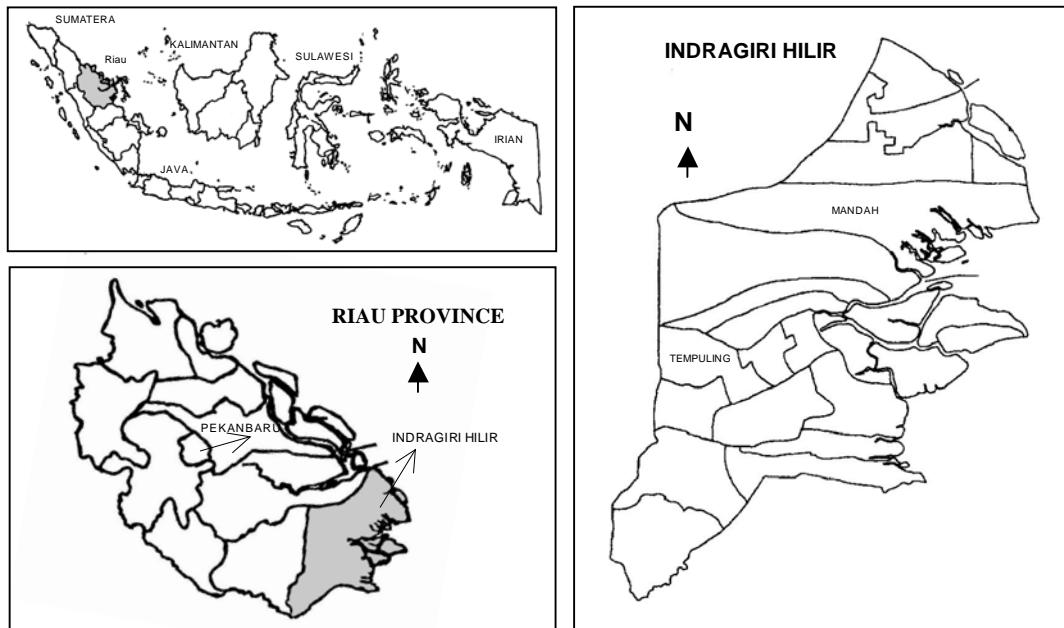 SUMATERA
Riau
KALIMANTAN
SULAWESI
IRIAN
JAVA
RIAU PROVINCE
N
PEKANBARU
INDRAGIRI HILIR
INDRAGIRI HILIR
N
MANDAH
TEMPULING